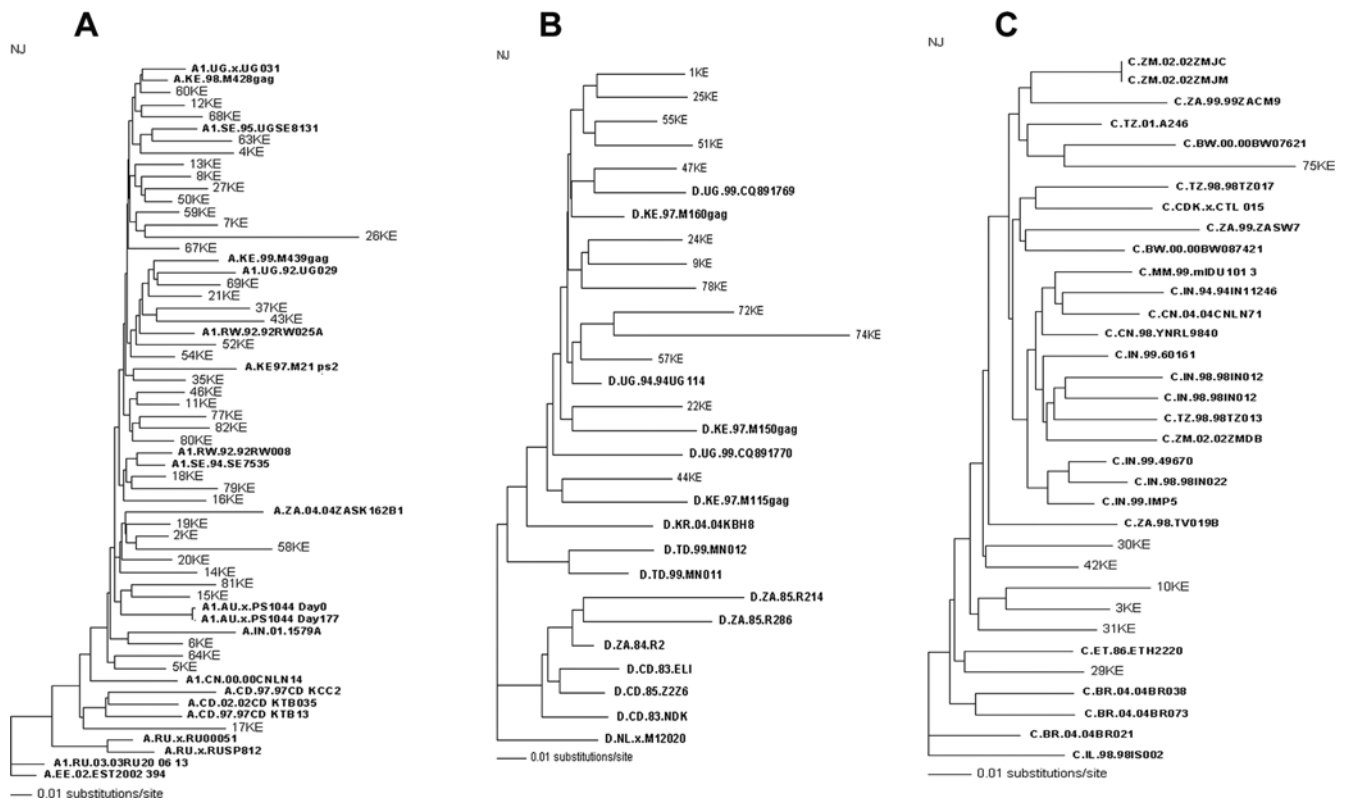 A
NJ
A1.UG.x.UG031
A.KE.98.M428gag
60KE
12KE
68KE
A1.SE.95.UGSE8131
63KE
4KE
13KE
8KE
27KE
50KE
59KE
7KE
26KE
67KE
A.KE.99.M439gag
A1.UG.92.UG029
69KE
21KE
37KE
43KE
A1.RW.92.92RW025A
52KE
54KE
A.KE97.M21 ps2
35KE
46KE
11KE
77KE
82KE
80KE
A1.RW.92.92RW008
A1.SE.94.SE7535
18KE
79KE
16KE
A.ZA.04.04ZASK162B1
19KE
2KE
58KE
20KE
14KE
81KE
15KE
A1.AU.x.PS1044 Day0
A1.AU.x.PS1044 Day177
A.IN.01.1579A
6KE
64KE
5KE
A1.CN.00.00CNLN14
A.CD.97.97CD KCC2
A.CD.02.02CD KTB035
A.CD.97.97CD KTB13
17KE
A.RU.x.RU00051
A.RU.x.RUSP812
A1.RU.03.03RU20 06 13
A.EE.02.EST2002 394
0.01 substitutions/site
B
NJ
1KE
25KE
55KE
51KE
47KE
D.UG.99.CQ891769
D.KE.97.M160gag
24KE
9KE
78KE
72KE
74KE
57KE
D.UG.94.94UG114
22KE
D.KE.97.M150gag
D.UG.99.CQ891770
44KE
D.KE.97.M115gag
D.KR.04.04KBH8
D.TD.99.MN012
D.TD.99.MN011
D.ZA.85.R214
D.ZA.85.R286
D.ZA.84.R2
D.CD.83.ELI
D.CD.85.Z2Z6
D.CD.83.NDK
D.NL.x.M12020
0.01 substitutions/site
C
NJ
C.ZM.02.02ZMJC
C.ZM.02.02ZMJM
C.ZA.99.99ZACM9
C.TZ.01.A246
C.BW.00.00BW07621
75KE
C.TZ.98.98TZ017
C.CDK.x.CTL 015
C.ZA.99.ZASW7
C.BW.00.00BW087421
C.MM.99.mIDU101 3
C.IN.94.94IN11246
C.CN.04.04CNLN71
C.CN.98.YNRL9840
C.IN.99.60161
C.IN.98.98IN012
C.IN.98.98IN012
C.TZ.98.98TZ013
C.ZM.02.02ZMDB
C.IN.99.49670
C.IN.98.98IN022
C.IN.99.IMP5
C.ZA.98.TV019B
30KE
42KE
10KE
3KE
31KE
C.ET.86.ETH2220
29KE
C.BR.04.04BR038
C.BR.04.04BR073
C.BR.04.04BR021
C.IL.98.98IS002
0.01 substitutions/site